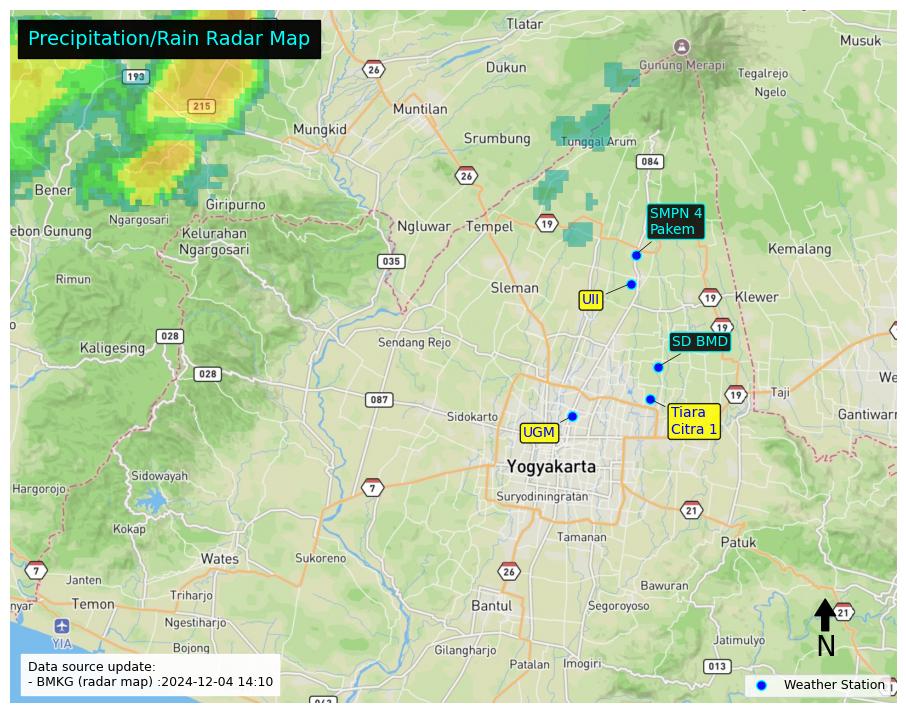 Precipitation/Rain Radar Map
Tlatar
Musuk
26
Dukun
Gunung Merapi
193
Tegalrejo
Ngelo
215
Muntilan
Mungkid
Srumbung
Tunggal Arum
084
26
Bener
Ngargosari
Giripurno
SMPN 4
Pakem
ebon Gunung
Kelurahan
Ngargosari
Ngluwar
Tempel
19
Kemalang
035
Rimun
Sleman
UII
19
Klewer
19
028
Kaligesing
Sendang Rejo
SD BMD
028
087
19
Taji
We
Sidokarto
Tiara
Citra 1
Gantiwarn
UGM
Yogyakarta
Sidowayah
Hargorojo
7
Suryodiningratan
21
Kokap
Tamanan
Patuk
Wates
Sukoreno
7
Janten
26
Bawuran
Triharjo
nyar
Temon
Bantul
Segoroyoso
21
Ngestiharjo
YIA
N
Bojong
Gilangharjo
Jatimulyo
Patalan
Imogiri
013
Data source update:
- BMKG (radar map) :2024-12-04 14:10
Weather Station